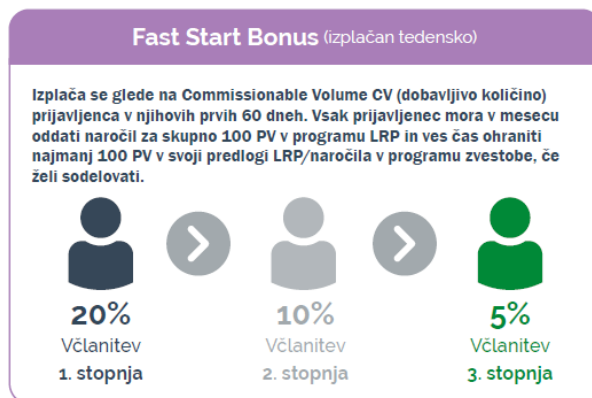 Fast Start Bonus (izplačan tedensko)
Izplača se glede na Commissionable Volume CV (dobavljivo količino)
prijavljenca v njihovih prvih 60 dneh. Vsak prijavljenec mora v mesecu
oddati naročil za skupno 100 PV v programu LRP in ves čas ohraniti
najmanj 100 PV v svoji predlogi LRP/naročila v programu zvestobe, če
želi sodelovati.
20% 10% 5%
Včlanitev Včlanitev Včlanitev
1. stopnja 2. stopnja 3. stopnja